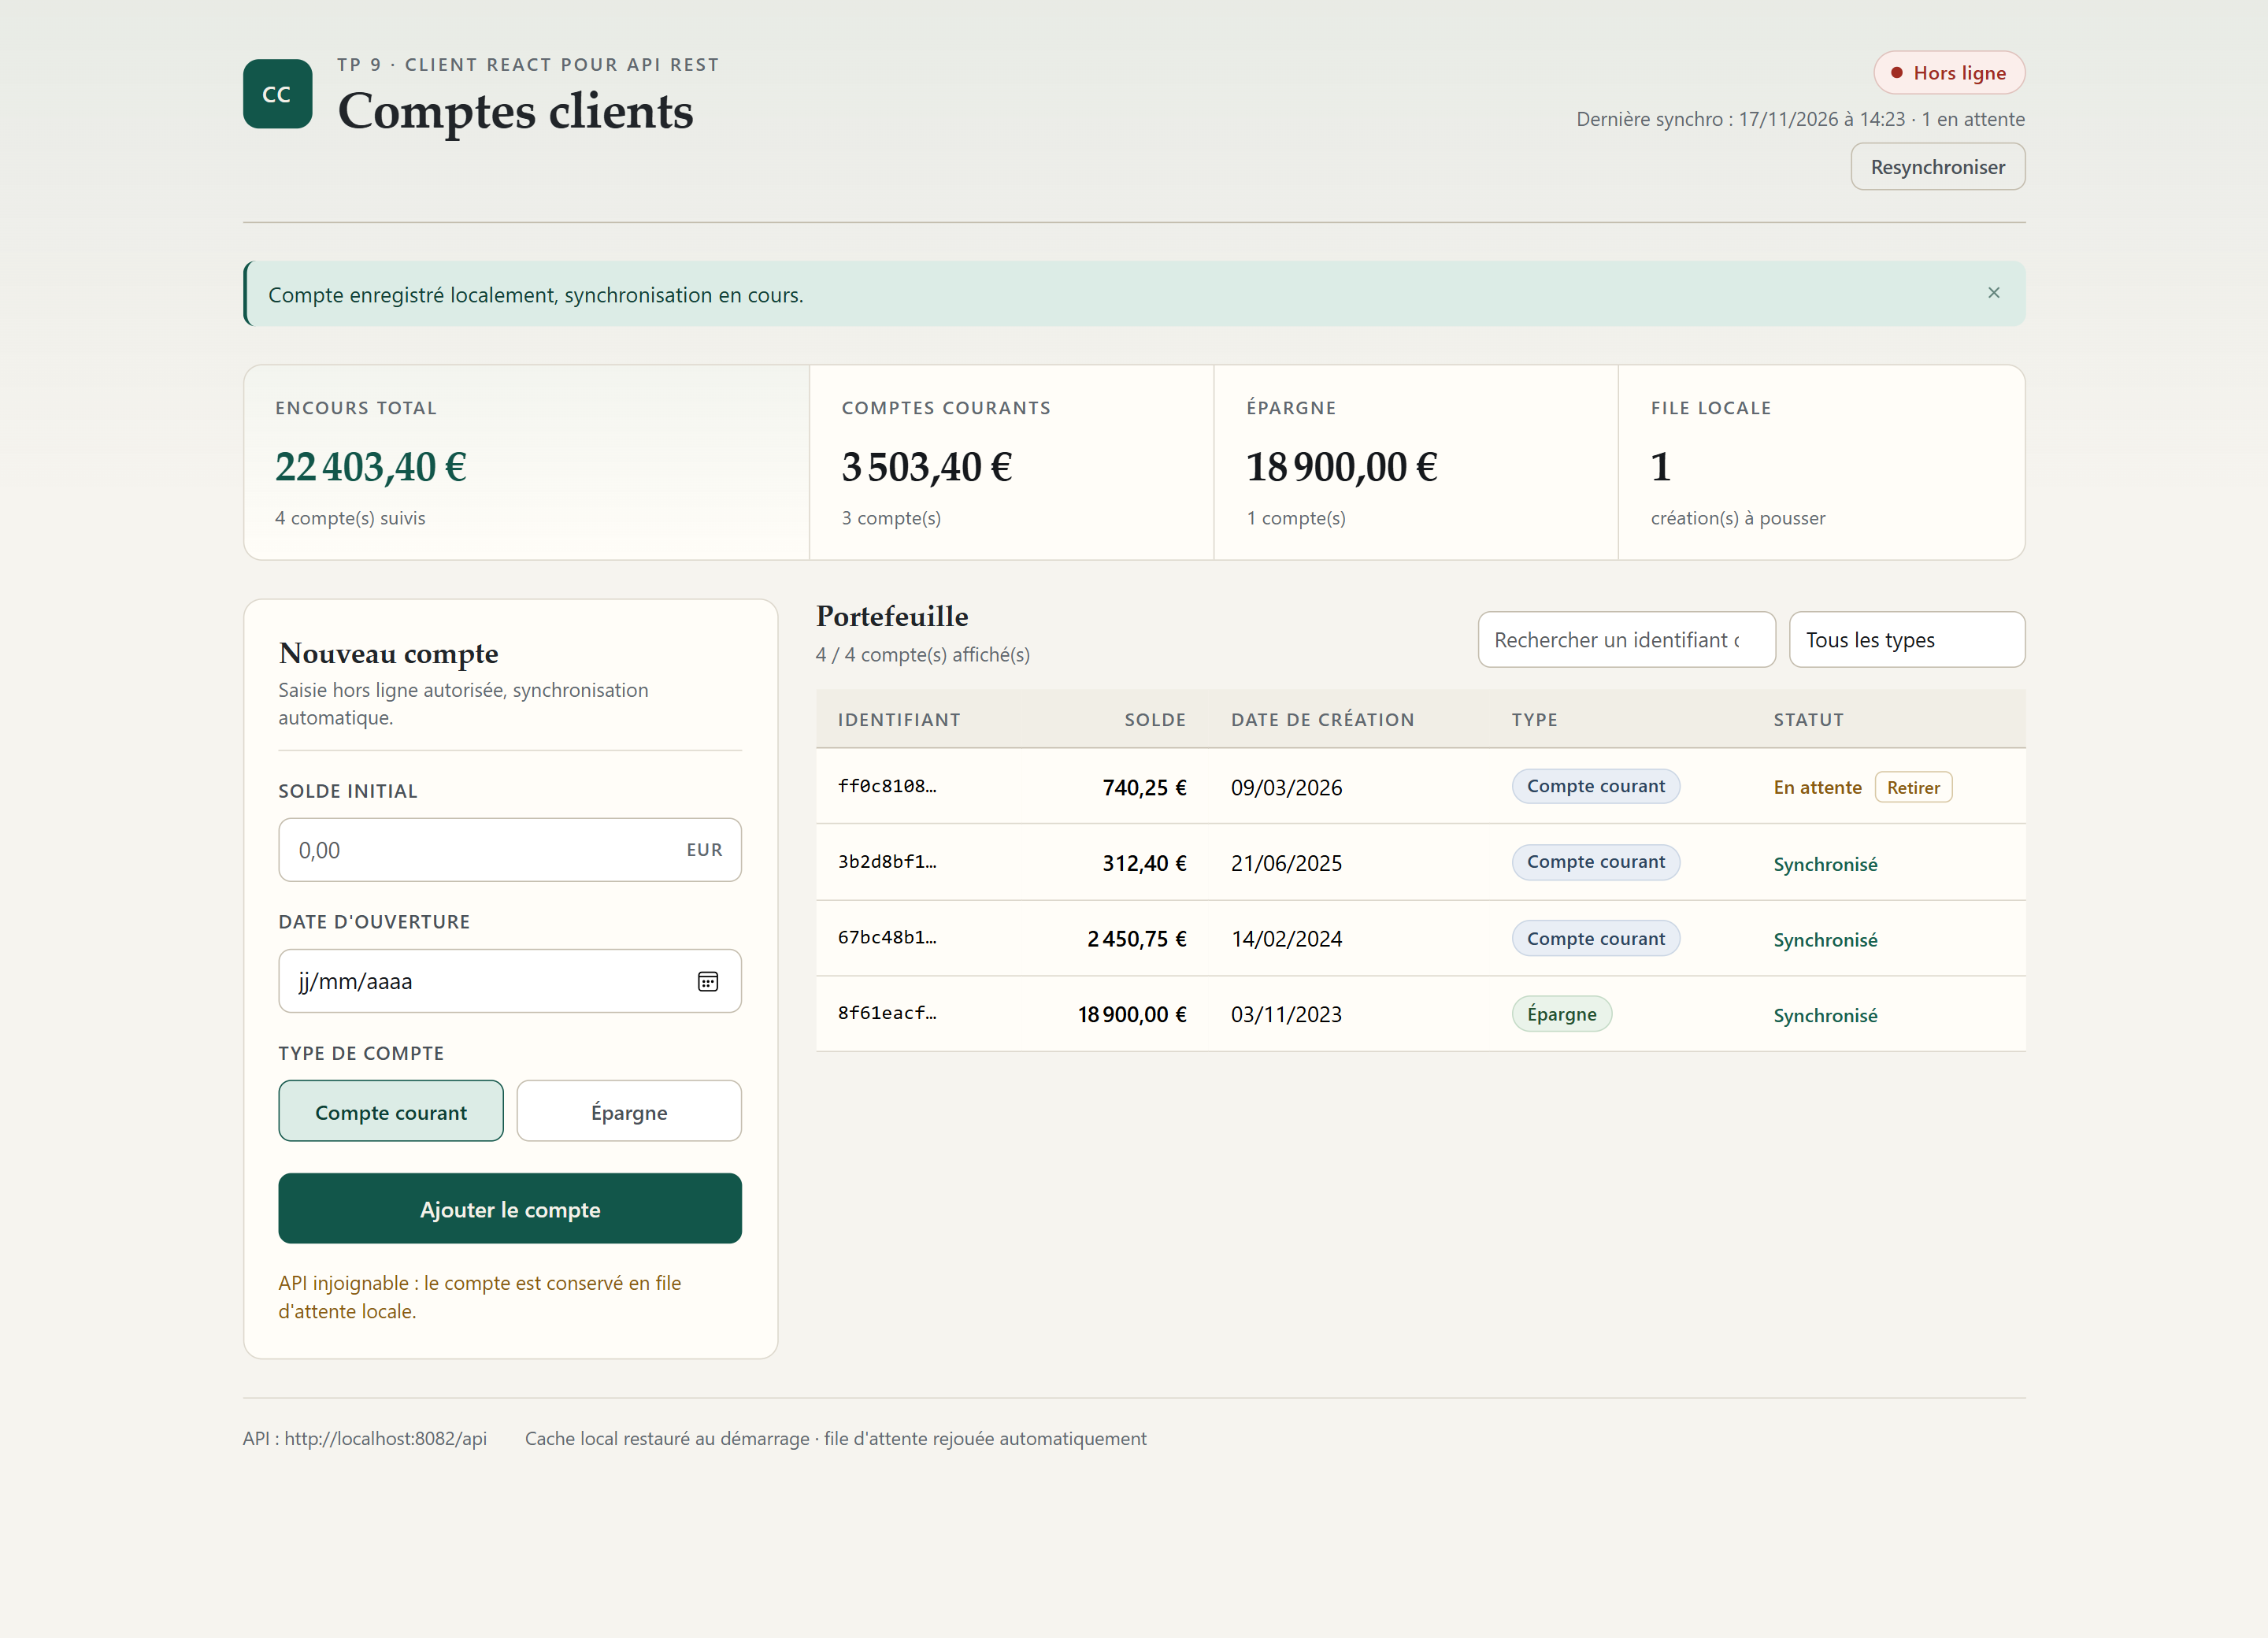 CC
TP 9 · CLIENT REACT POUR API REST
Comptes clients
Hors ligne
Dernière synchro : 17/11/2026 à 14:23 · 1 en attente
Resynchroniser
Compte enregistré localement, synchronisation en cours.
×
ENCOURS TOTAL
22 403,40 €
4 compte(s) suivis
COMPTES COURANTS
3 503,40 €
3 compte(s)
ÉPARGNE
18 900,00 €
1 compte(s)
FILE LOCALE
1
création(s) à pousser
Nouveau compte
Saisie hors ligne autorisée, synchronisation
automatique.
SOLDE INITIAL
0,00 EUR
DATE D'OUVERTURE
jj/mm/aaaa
TYPE DE COMPTE
Compte courant Épargne
Ajouter le compte
API injoignable : le compte est conservé en file
d'attente locale.
Portefeuille
4 / 4 compte(s) affiché(s)
Rechercher un identifiant
Tous les types
IDENTIFIANT SOLDE DATE DE CRÉATION TYPE STATUT
ff0c8108… 740,25 € 09/03/2026 Compte courant En attente Retirer
3b2d8bf1… 312,40 € 21/06/2025 Compte courant Synchronisé
67bc48b1… 2 450,75 € 14/02/2024 Compte courant Synchronisé
8f61eacf… 18 900,00 € 03/11/2023 Épargne Synchronisé
API : http://localhost:8082/api Cache local restauré au démarrage · file d'attente rejouée automatiquement